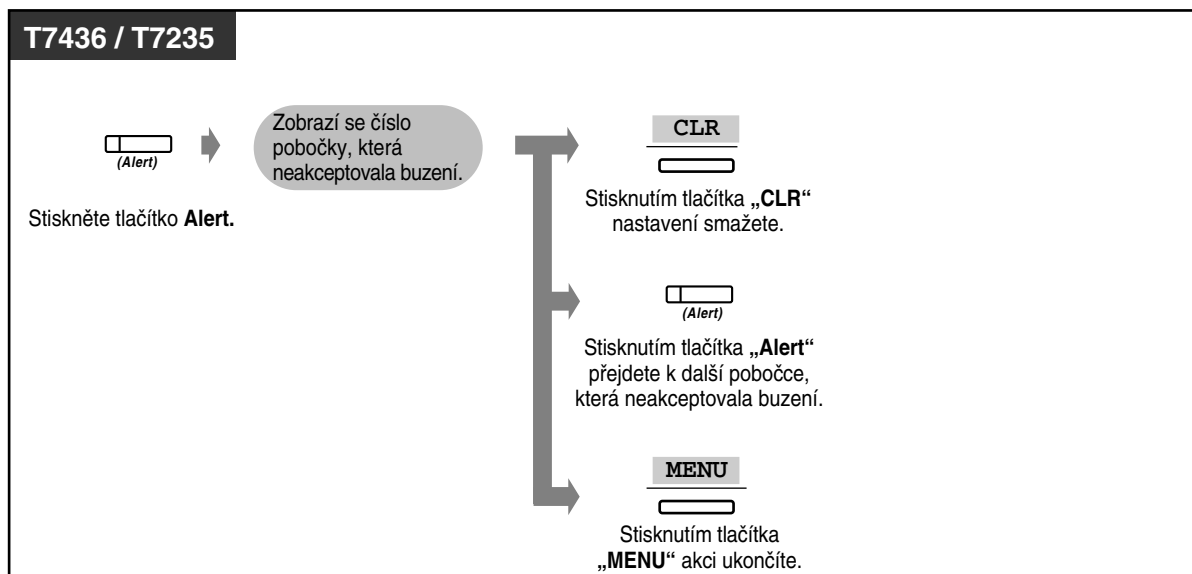 T7436 / T7235
(Alert)
Stiskněte tlačítko Alert.
Zobrazí se číslo
pobočky, která
neakceptovala buzení.
CLR
Stisknutím tlačítka „CLR“
nastavení smažete.
(Alert)
Stisknutím tlačítka „Alert“
přejdete k další pobočce,
která neakceptovala buzení.
MENU
Stisknutím tlačítka
„MENU“ akci ukončíte.